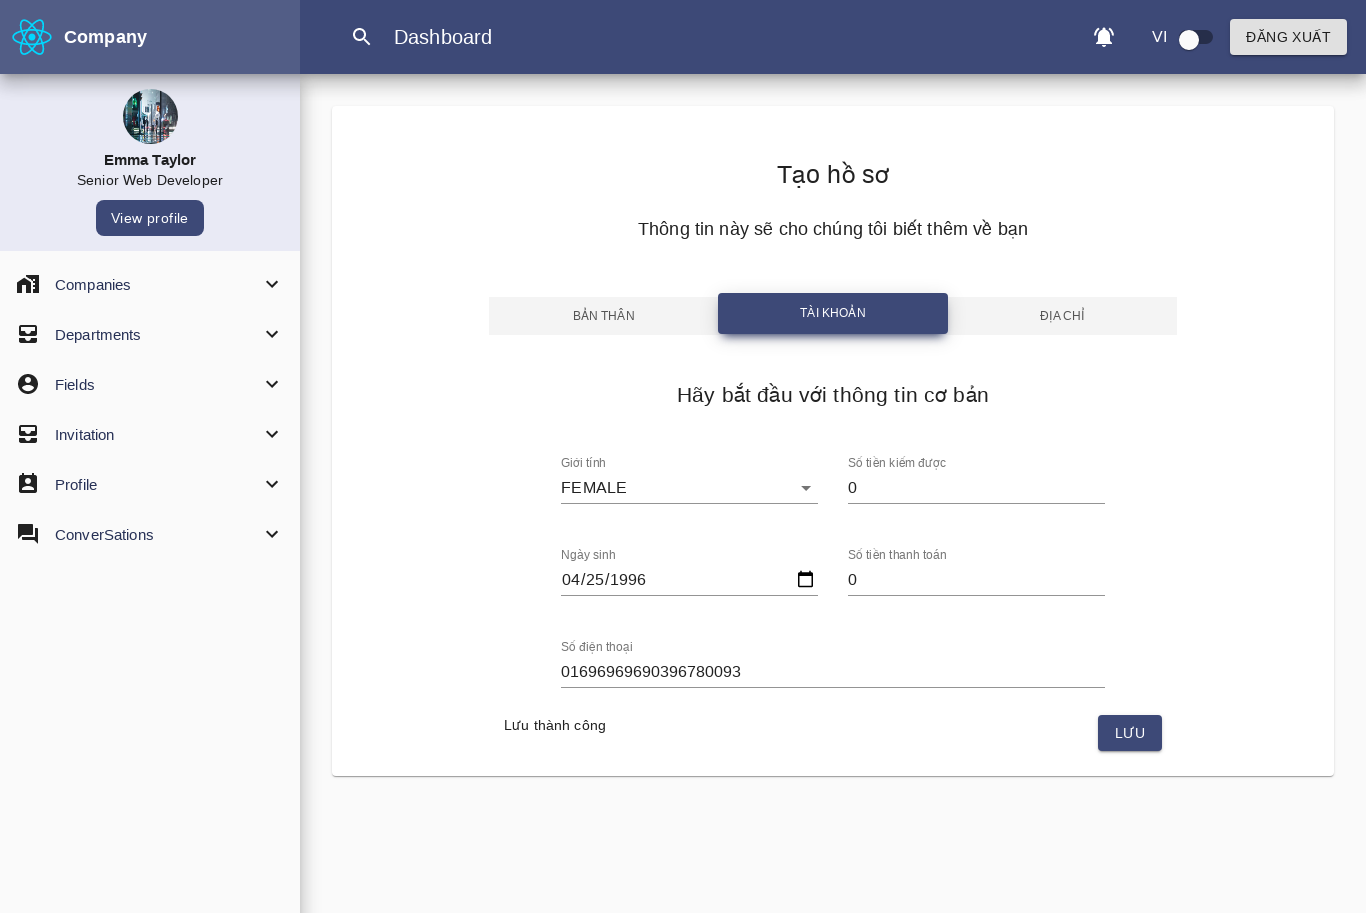 Company
Dashboard
VI
ĐĂNG XUẤT
Emma Taylor
Senior Web Developer
View profile
Companies
Departments
Fields
Invitation
Profile
ConverSations
Tạo hồ sơ
Thông tin này sẽ cho chúng tôi biết thêm về bạn
BẢN THÂN
TÀI KHOẢN
ĐỊA CHỈ
Hãy bắt đầu với thông tin cơ bản
Giới tính
Số tiền kiếm được
FEMALE
0
Ngày sinh
Số tiền thanh toán
04/25/1996
0
Số điện thoại
01696969690396780093
Lưu thành công
LƯU